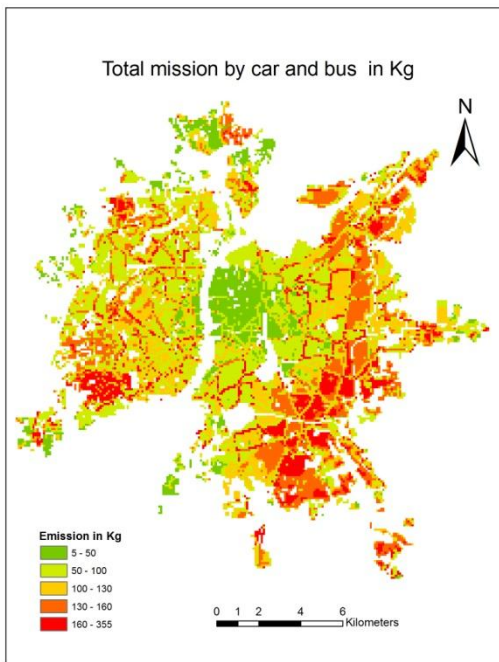 Total mission by car and bus in Kg
N
Emission in Kg
5 - 50
50 - 100
100 - 130
130 - 160
160 - 355
0 1 2 4 6
Kilometers